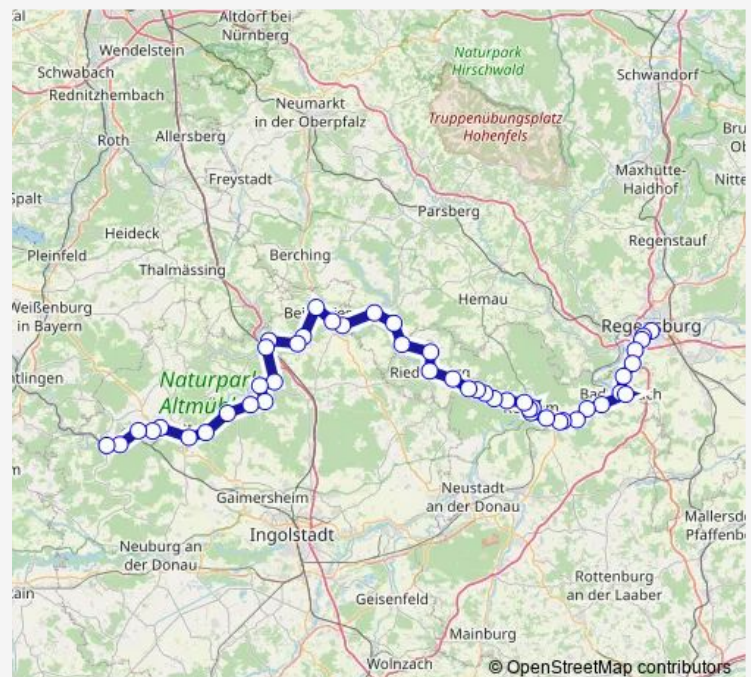 Altdorf bei
Nürnberg
Wendelstein
Naturpark
Hirschwald
Schwabach
Schwandorf
Rednitzhembach
Neumarkt
in der Oberpfalz
Truppenübungsplatz
Hohenfels
Roth
Allersberg
Maxhütte-
Haidhof
Freystadt
Parsberg
Heideck
Regenstauf
Pleinfeld
Berching
Thalmässing
Hemau
Weißenburg
in Bayern
Naturpark
Gaimersheim
Neustadt
an der Donau
Ingolstadt
Neuburg an
der Donau
Rottenburg
an der Laaber
Geisenfeld
Mainburg
Wolnzach
© OpenStreetMap contributors